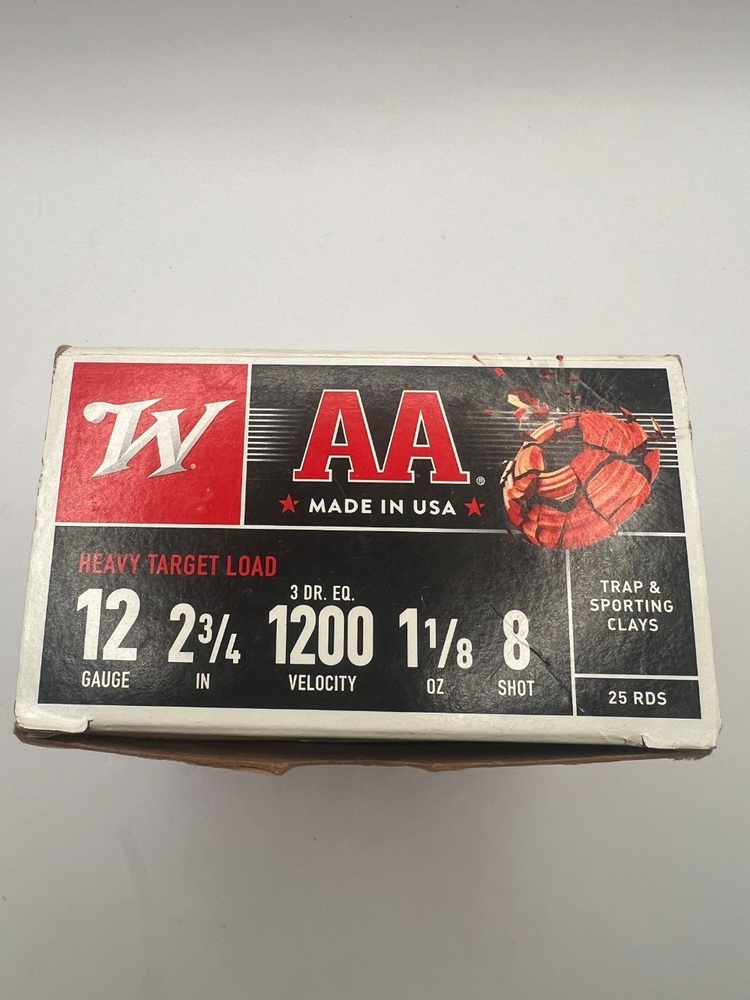 W
AA®
★ MADE IN USA ★
HEAVY TARGET LOAD
3 DR. EQ.
12 2 3/4 1200 1 1/8 8
GAUGE IN VELOCITY OZ SHOT
TRAP &
SPORTING
CLAYS
25 RDS